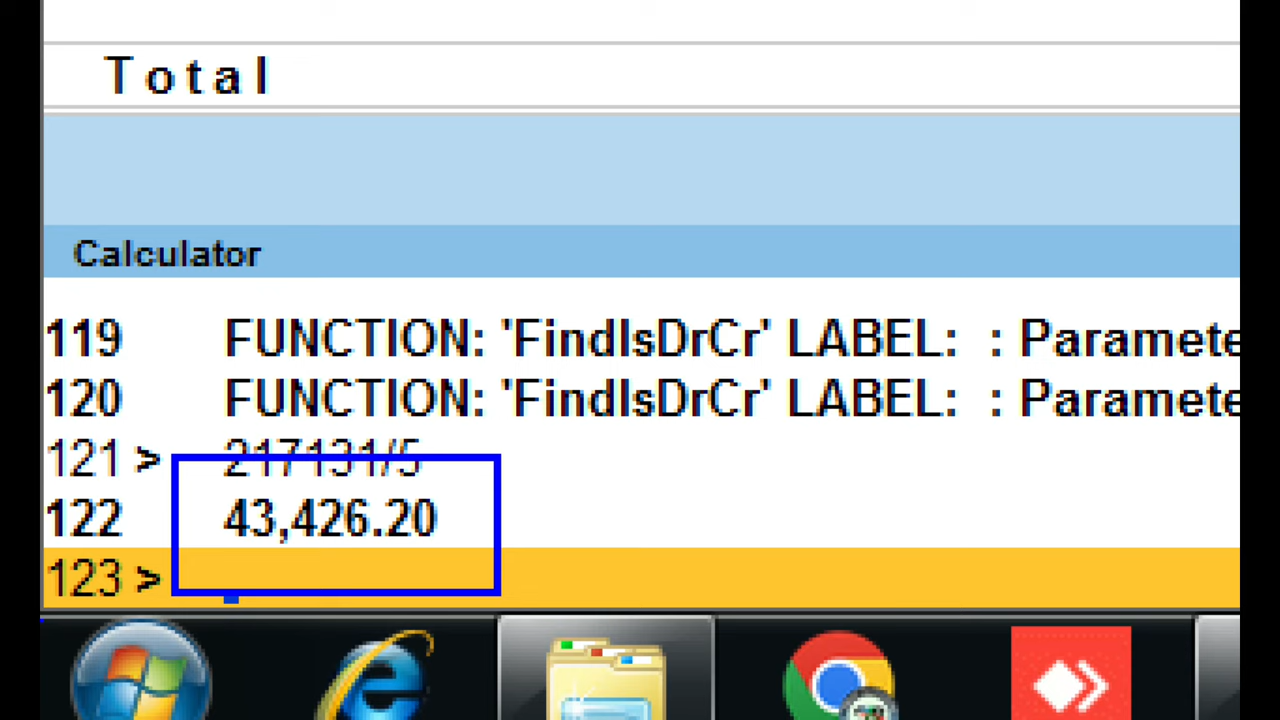 Total
Calculator
119 FUNCTION: 'FindIsDrCr' LABEL: : Paramete
120 FUNCTION: 'FindIsDrCr' LABEL: : Paramete
121 > 217131/5
122 43,426.20
123 >